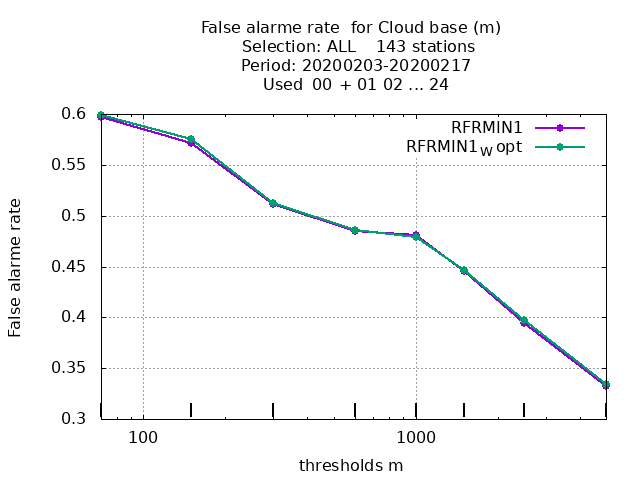 False alarme rate  for Cloud base (m)
Selection: ALL    143 stations
Period: 20200203-20200217
Used  00 + 01 02 ... 24
RFRMIN1
RFRMIN1W opt
0.6
0.55
0.5
0.45
0.4
0.35
0.3
False alarme rate
100
1000
thresholds m